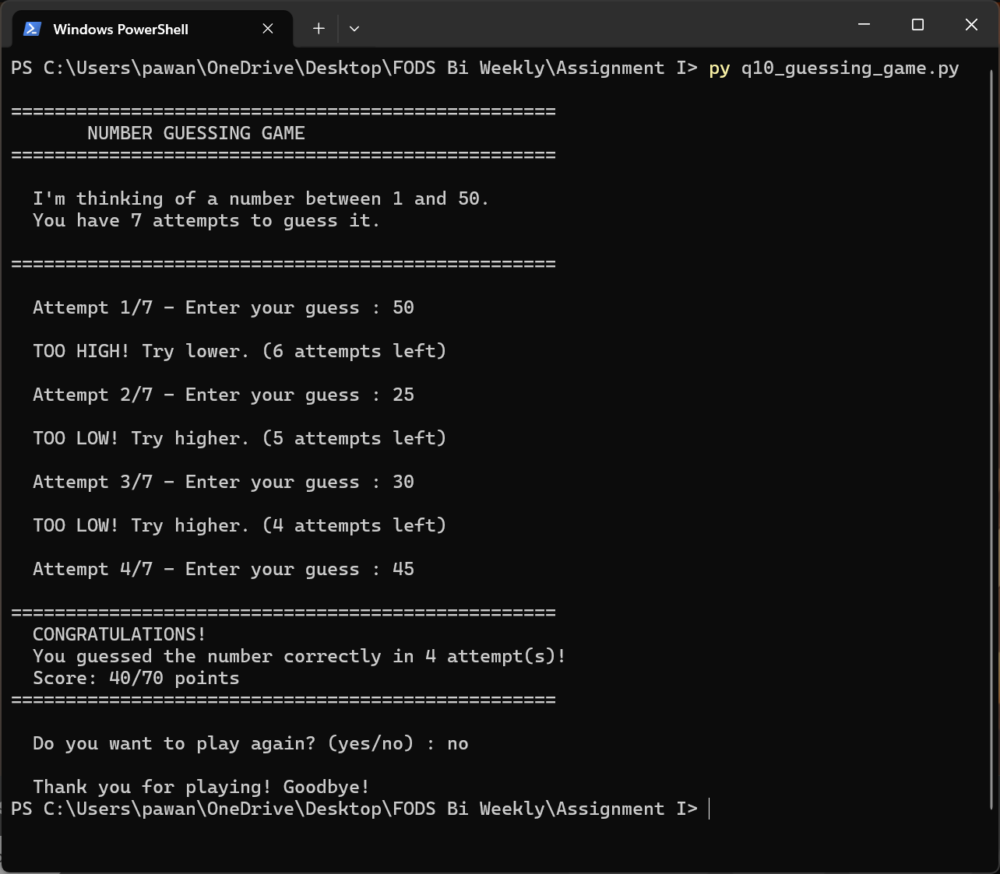 Windows PowerShell
PS C:\Users\pawan\OneDrive\Desktop\FODS Bi Weekly\Assignment I> py q10_guessing_game.py
==================================================
NUMBER GUESSING GAME
==================================================
I'm thinking of a number between 1 and 50.
You have 7 attempts to guess it.
==================================================
Attempt 1/7 - Enter your guess : 50
TOO HIGH! Try lower. (6 attempts left)
Attempt 2/7 - Enter your guess : 25
TOO LOW! Try higher. (5 attempts left)
Attempt 3/7 - Enter your guess : 30
TOO LOW! Try higher. (4 attempts left)
Attempt 4/7 - Enter your guess : 45
==================================================
CONGRATULATIONS!
You guessed the number correctly in 4 attempt(s)!
Score: 40/70 points
==================================================
Do you want to play again? (yes/no) : no
Thank you for playing! Goodbye!
PS C:\Users\pawan\OneDrive\Desktop\FODS Bi Weekly\Assignment I>